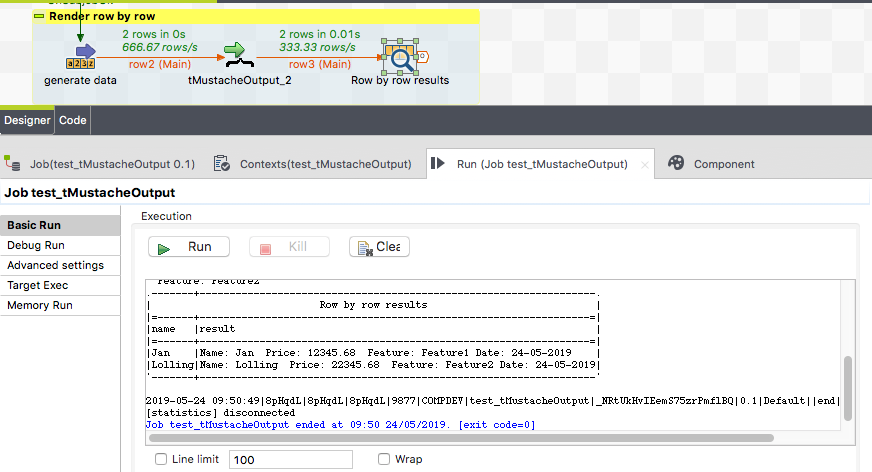 Render row by row
2 rows in 0s
666.67 rows/s
row2 (Main)
2 rows in 0.01s
333.33 rows/s
row3 (Main)
generate data
tMustacheOutput_2
Row by row results
Designer
Code
Job(test_tMustacheOutput 0.1)
Contexts(test_tMustacheOutput)
Run (Job test_tMustacheOutput)
Component
Job test_tMustacheOutput
Basic Run
Debug Run
Advanced settings
Target Exec
Memory Run
Execution
Run
Kill
Clea
Feature: Feature2
.-------+---------------------------------------------------------.
|                       Row by row results                        |
|=------+--------------------------------------------------------=|
|name   |result                                                   |
|=------+--------------------------------------------------------=|
|Jan    |Name: Jan  Price: 12345.68  Feature: Feature1 Date: 24-05-2019    |
|Lolling|Name: Lolling  Price: 22345.68  Feature: Feature2 Date: 24-05-2019|
'-------+---------------------------------------------------------'
2019-05-24 09:50:49|8pHqdL|8pHqdL|8pHqdL|9877|COMPDEV|test_tMustacheOutput|_NRtUkHvIEemS75zrPmflBQ|0.1|Default||end|
[statistics] disconnected
Job test_tMustacheOutput ended at 09:50 24/05/2019. [exit code=0]
Line limit
100
Wrap